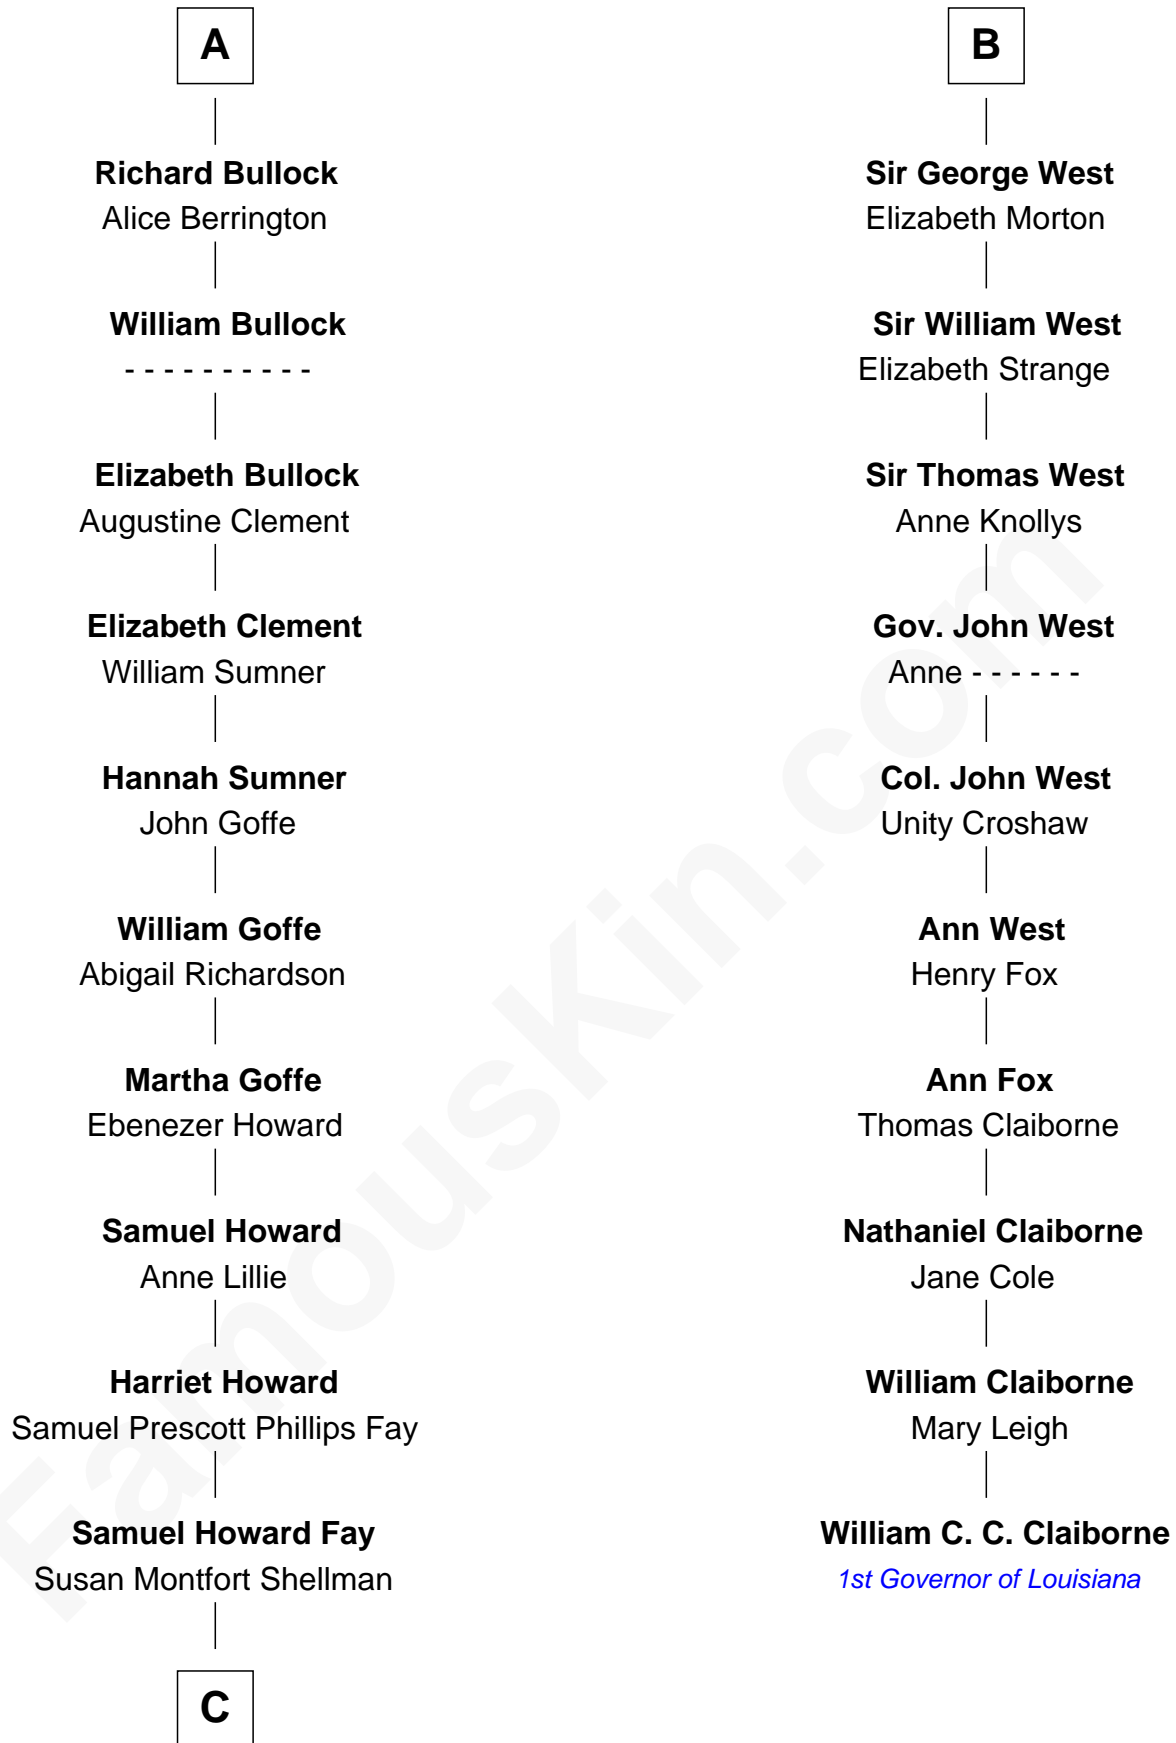 A
Richard Bullock
Alice Berrington
William Bullock
- - - - - - - - - -
Elizabeth Bullock
Augustine Clement
Elizabeth Clement
William Sumner
Hannah Sumner
John Goffe
William Goffe
Abigail Richardson
Martha Goffe
Ebenezer Howard
Samuel Howard
Anne Lillie
Harriet Howard
Samuel Prescott Phillips Fay
Samuel Howard Fay
Susan Montfort Shellman
C
B
Sir George West
Elizabeth Morton
Sir William West
Elizabeth Strange
Sir Thomas West
Anne Knollys
Gov. John West
Anne - - - - - -
Col. John West
Unity Croshaw
Ann West
Henry Fox
Ann Fox
Thomas Claiborne
Nathaniel Claiborne
Jane Cole
William Claiborne
Mary Leigh
William C. C. Claiborne
1st Governor of Louisiana
FamousKin.com